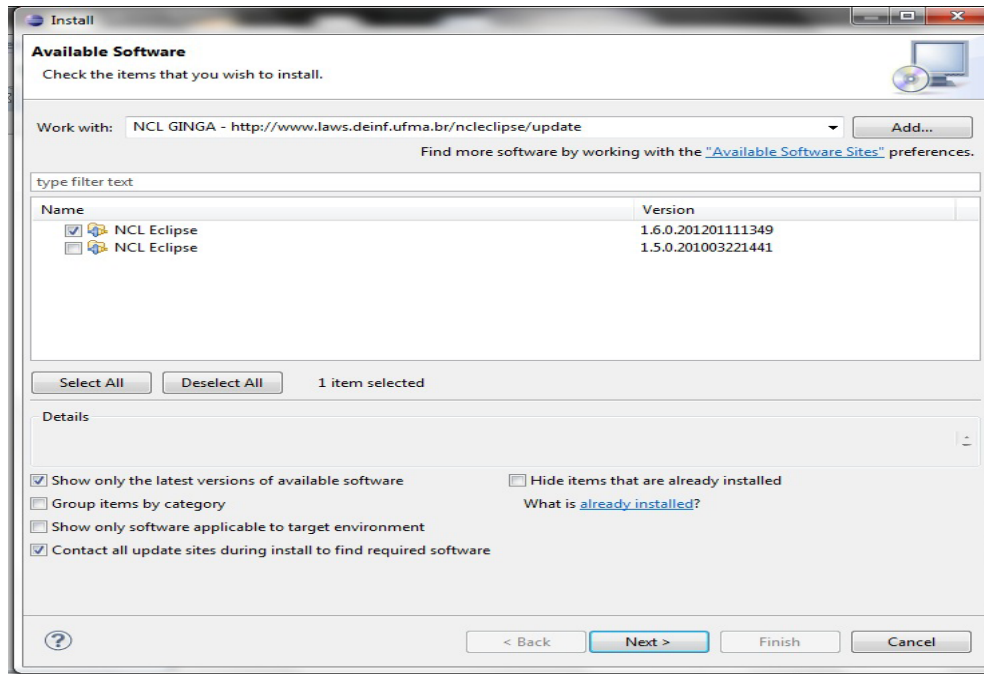 Install
Available Software
Check the items that you wish to install.
Work with: NCL GINGA - http://www.laws.deinf.ufma.br/ncleclipse/update Add...
Find more software by working with the "Available Software Sites" preferences.
type filter text
Name Version
NCL Eclipse 1.6.0.201201111349
NCL Eclipse 1.5.0.201003221441
Select All Deselect All 1 item selected
Details
Show only the latest versions of available software Hide items that are already installed
Group items by category What is already installed?
Show only software applicable to target environment
Contact all update sites during install to find required software
? < Back Next > Finish Cancel